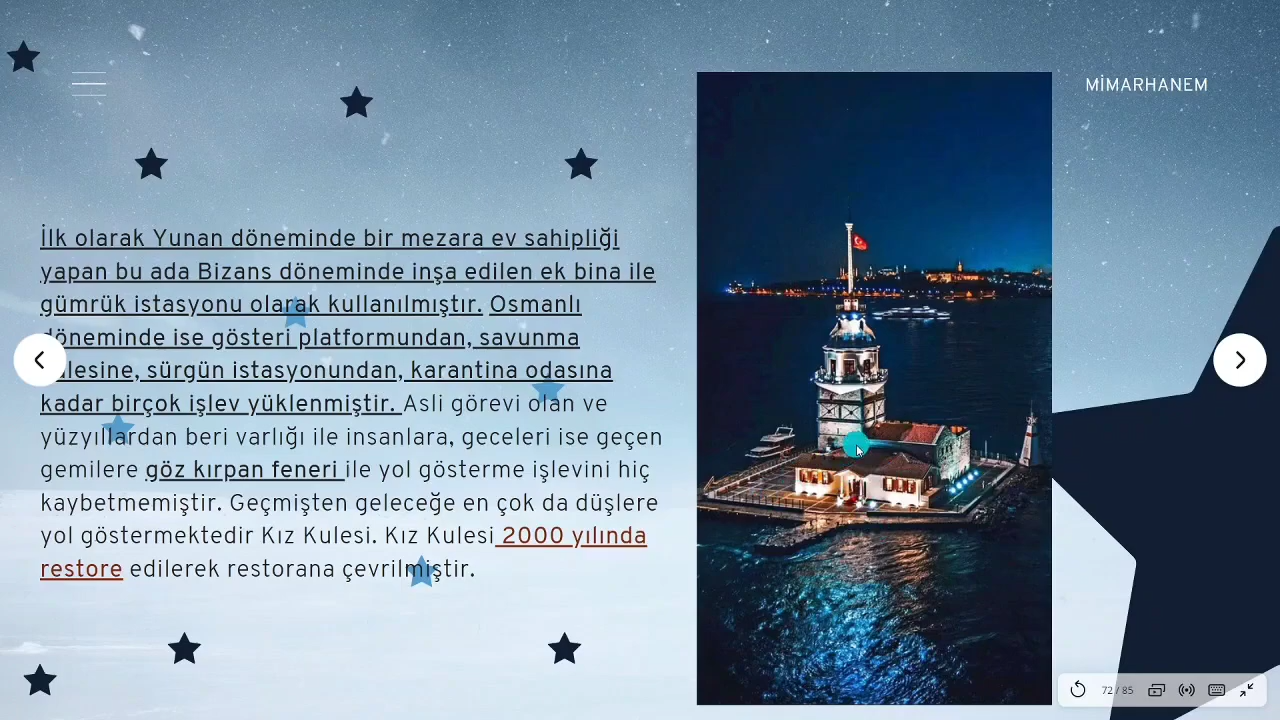 MİMARHANEM
İlk olarak Yunan döneminde bir mezara ev sahipliği
yapan bu ada Bizans döneminde inşa edilen ek bina ile
gümrük istasyonu olarak kullanılmıştır. Osmanlı
döneminde ise gösteri platformundan, savunma
sürgün istasyonundan, karantina odasına
kadar birçok işlev yüklenmiştir. Asli görevi olan ve
yüzyıllardan beri varlığı ile insanlara, geceleri ise geçen
gemilere göz kırpan feneri ile yol gösterme işlevini hiç
kaybetmemiştir. Geçmişten geleceğe en çok da düşlere
yol göstermektedir Kız Kulesi. Kız Kulesi 2000 yılında
restore edilerek restorana çevrilmiştir.
72 / 85